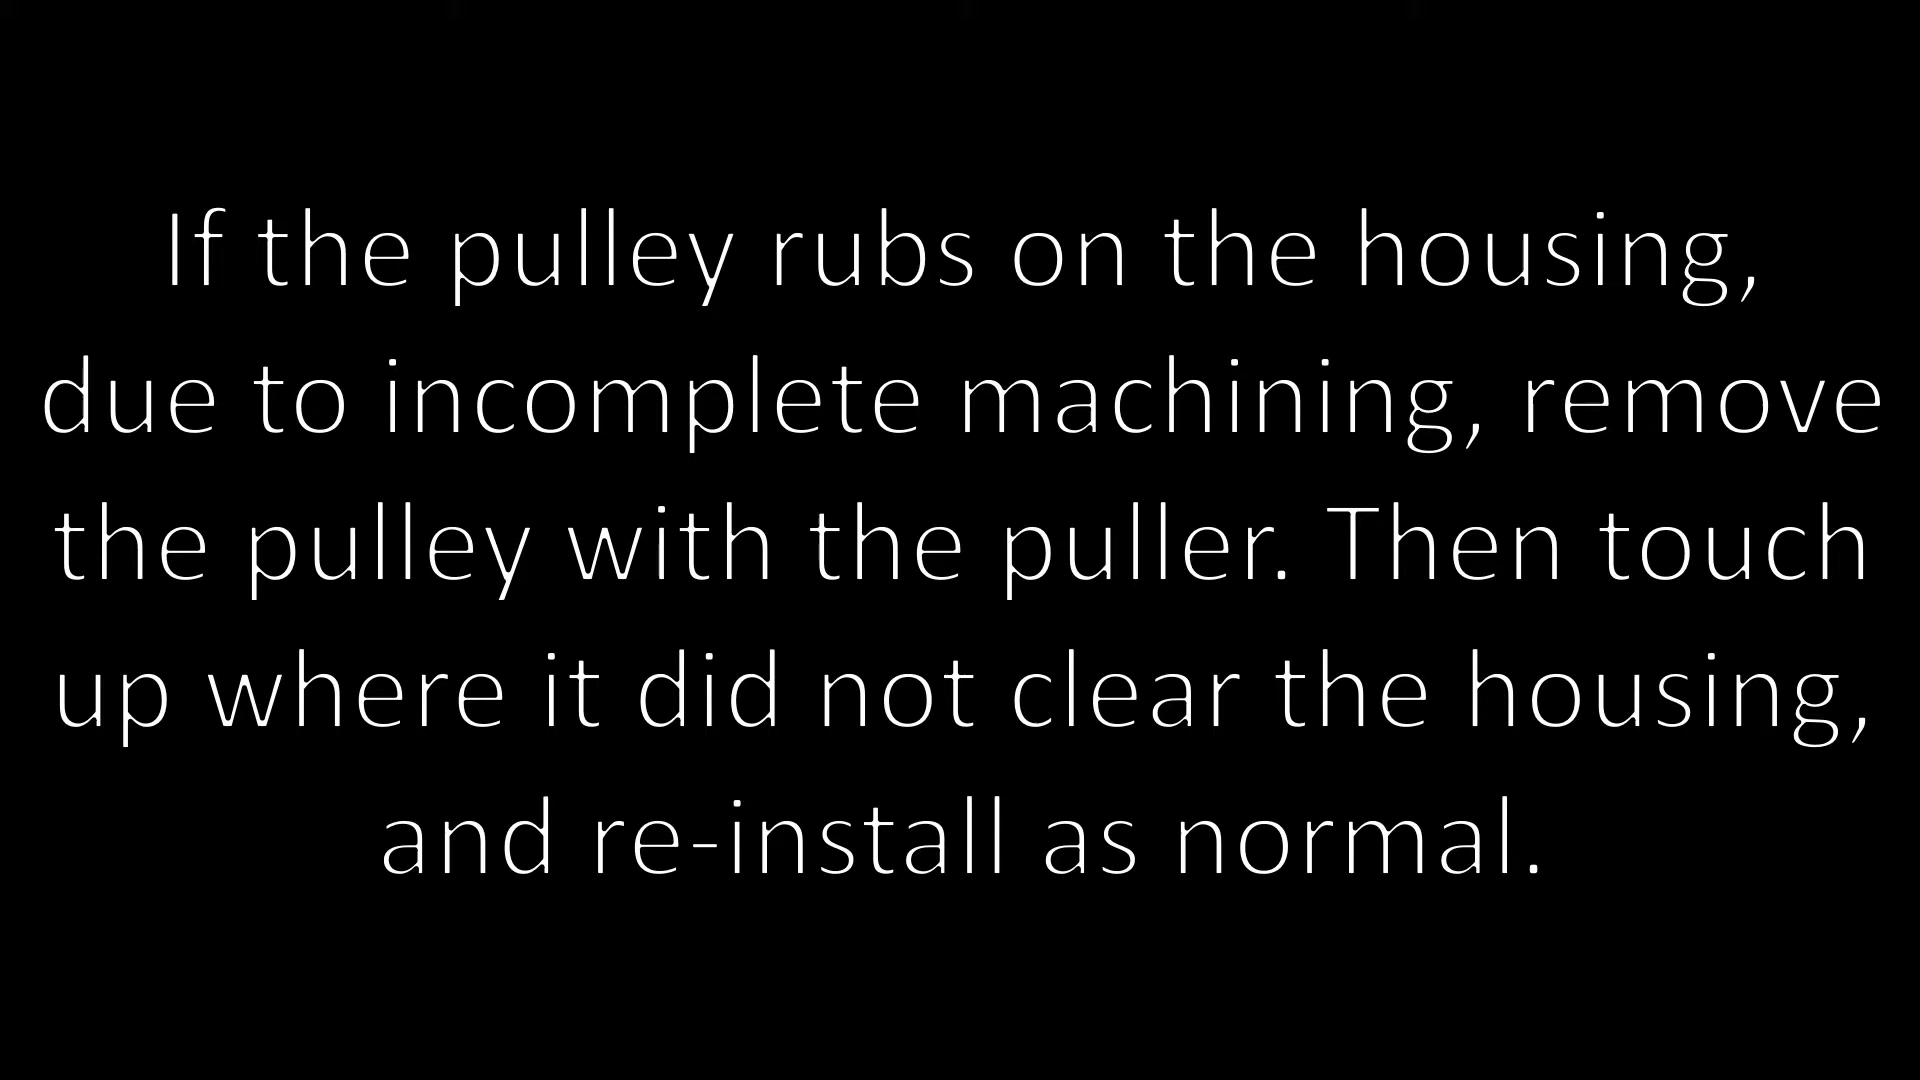 If the pulley rubs on the housing,
due to incomplete machining, remove
the pulley with the puller. Then touch
up where it did not clear the housing,
and re-install as normal.